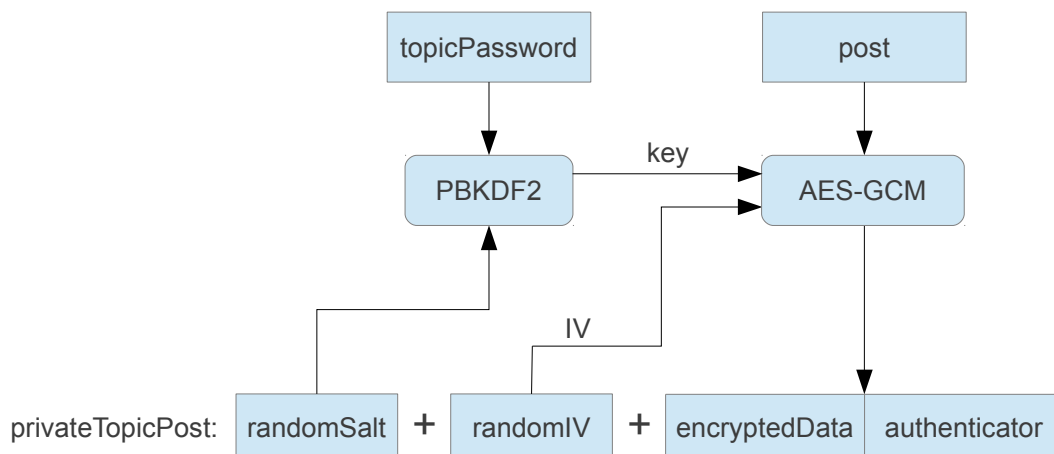 topicPassword
post
key
PBKDF2
AES-GCM
IV
privateTopicPost: randomSalt + randomIV + encryptedData authenticator